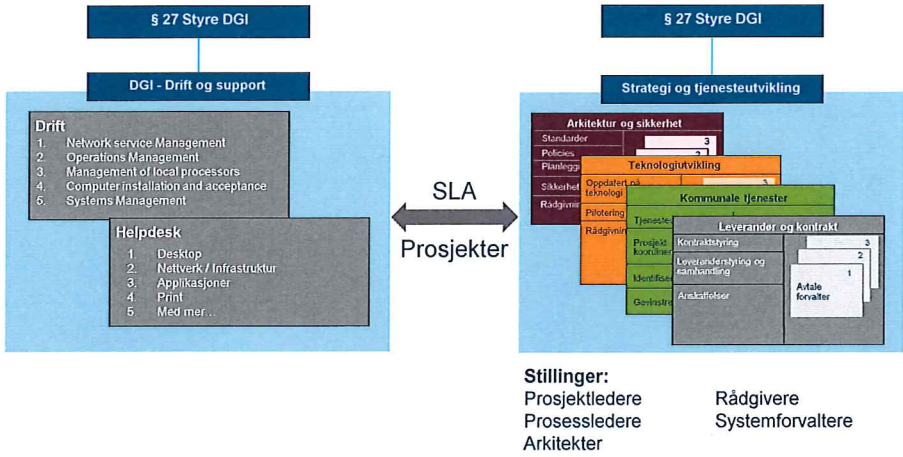 § 27 Styre DGI
DGI - Drift og support
Drift
1. Network service Management
2. Operations Management
3. Management of local processors
4. Computer installation and acceptance
5. Systems Management
Helpdesk
1. Desktop
2. Nettverk / Infrastruktur
3. Applikasjoner
4. Print
5. Med mer…
SLA
Prosjekter
§ 27 Styre DGI
Strategi og tjenesteutvikling
Arkitektur og sikkerhet
Standarder
Policies
Planleggi
Sikkerhet
Rådgivnin
3
2
Teknologiutvikling
Oppdatert på
teknologi
Pilotering
Rådgivnin
3
Kommunale tjenester
Tjeneste
Prosjekt
koordiner
Identifise
Gevinstre
Leverandør og kontrakt
Kontraktstyring
Leverandørstyring og
samhandling
Anskaffelser
3
2
1
Avtale
forvalter
Stillinger:
Prosjektledere
Prosessledere
Arkitekter
Rådgivere
Systemforvaltere